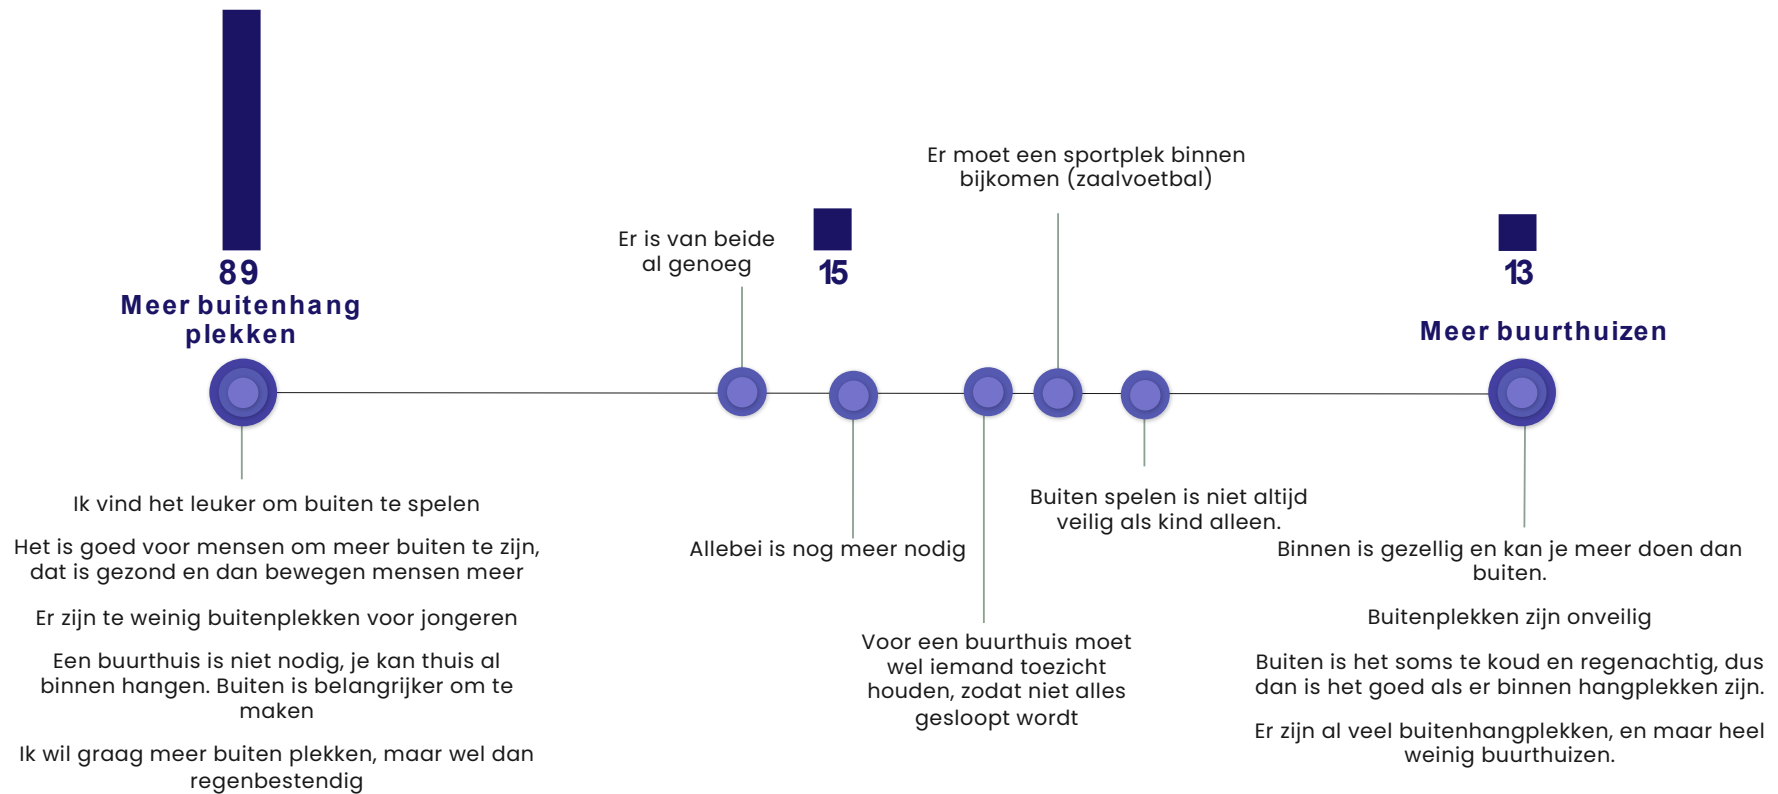 89
Meer buitenhang
plekken
Ik vind het leuker om buiten te spelen
Het is goed voor mensen om meer buiten te zijn,
dat is gezond en dan bewegen mensen meer
Er zijn te weinig buitenplekken voor jongeren
Een buurthuis is niet nodig, je kan thuis al
binnen hangen. Buiten is belangrijker om te
maken
Ik wil graag meer buiten plekken, maar wel dan
regenbestendig
Er is van beide
al genoeg
15
Allebei is nog meer nodig
Voor een buurthuis moet
wel iemand toezicht
houden, zodat niet alles
gesloopt wordt
Er moet een sportplek binnen
bijkomen (zaalvoetbal)
Buiten spelen is niet altijd
veilig als kind alleen.
13
Meer buurthuizen
Binnen is gezellig en kan je meer doen dan
buiten.
Buitenplekken zijn onveilig
Buiten is het soms te koud en regenachtig, dus
dan is het goed als er binnen hangplekken zijn.
Er zijn al veel buitenhangplekken, en maar heel
weinig buurthuizen.